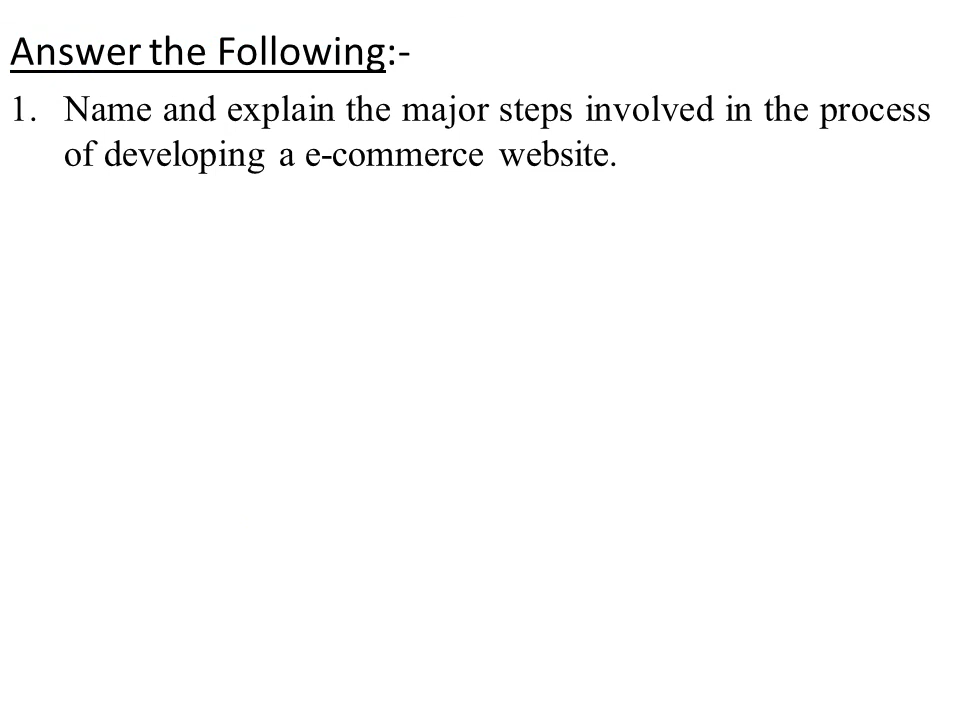 Answer the Following:-
1. Name and explain the major steps involved in the process
of developing a e-commerce website.